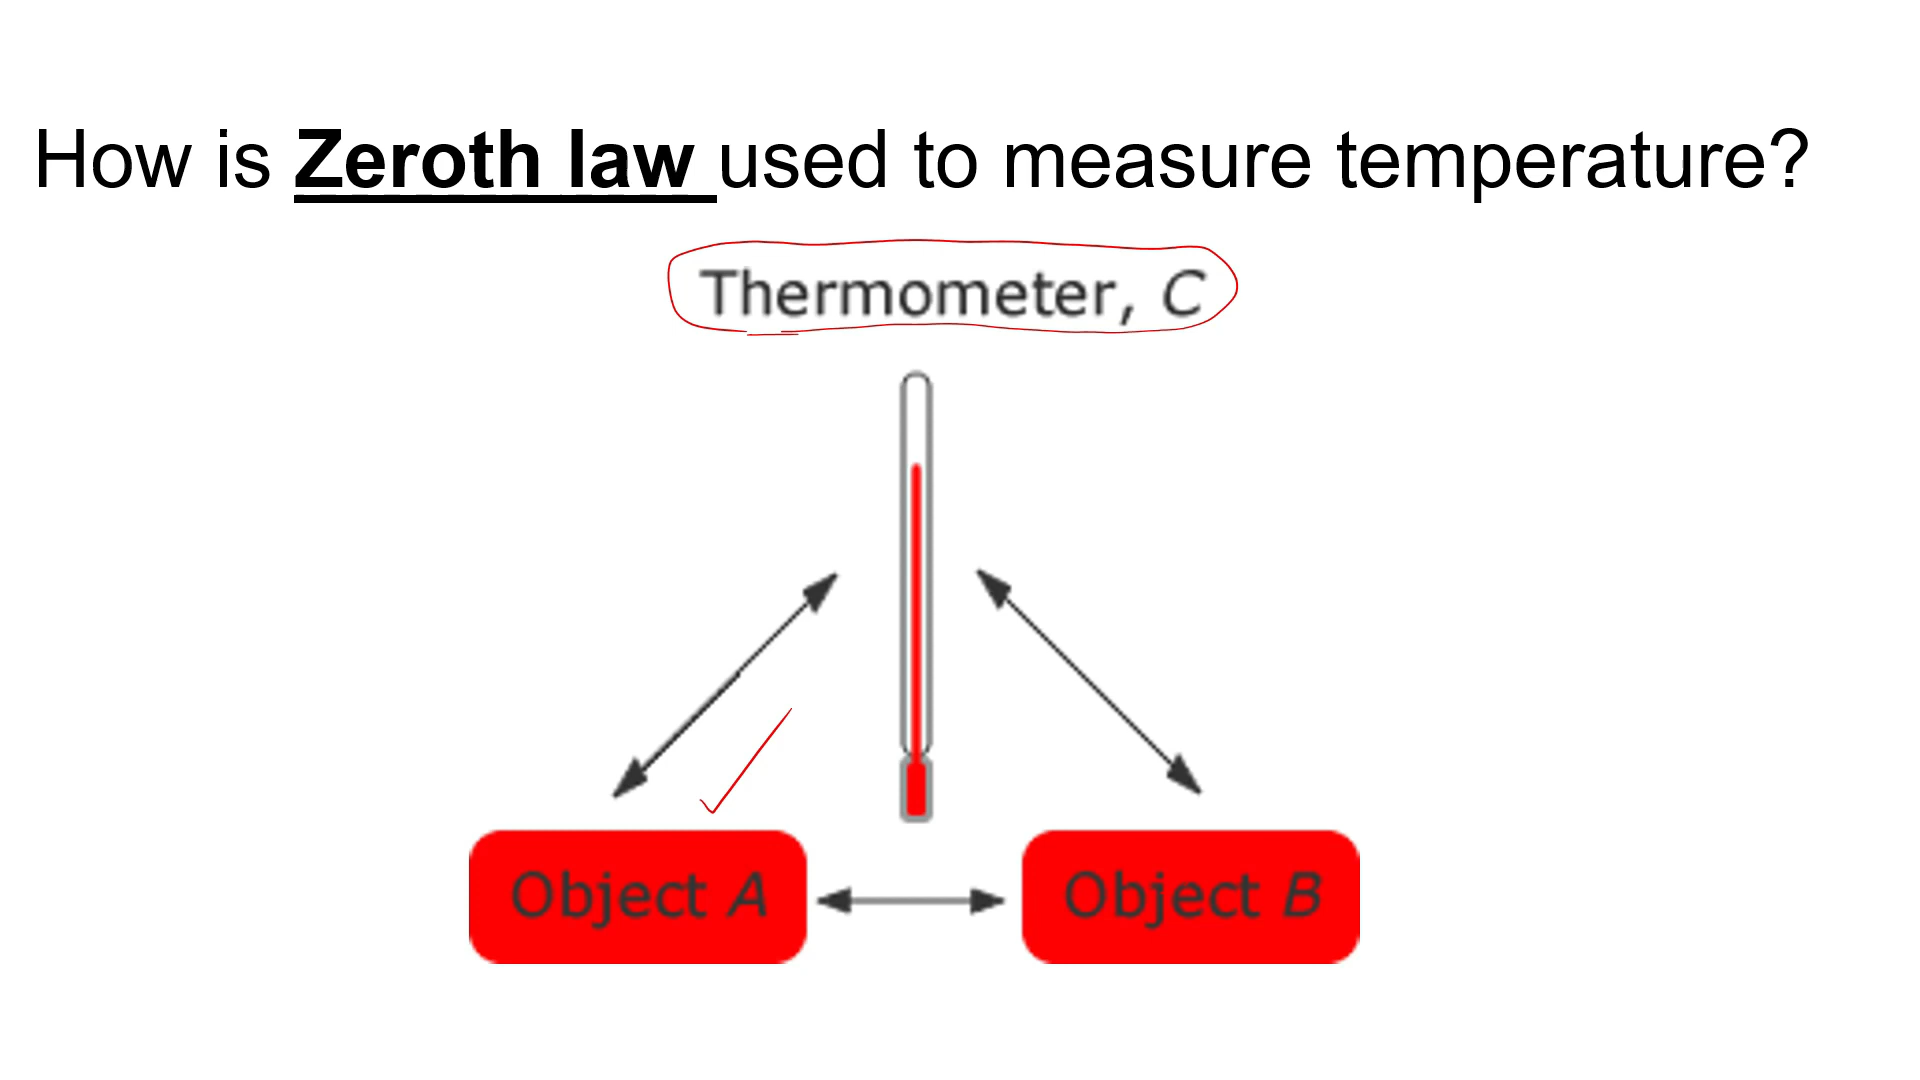 How is Zeroth law used to measure temperature?
Thermometer, C
Object A
Object B